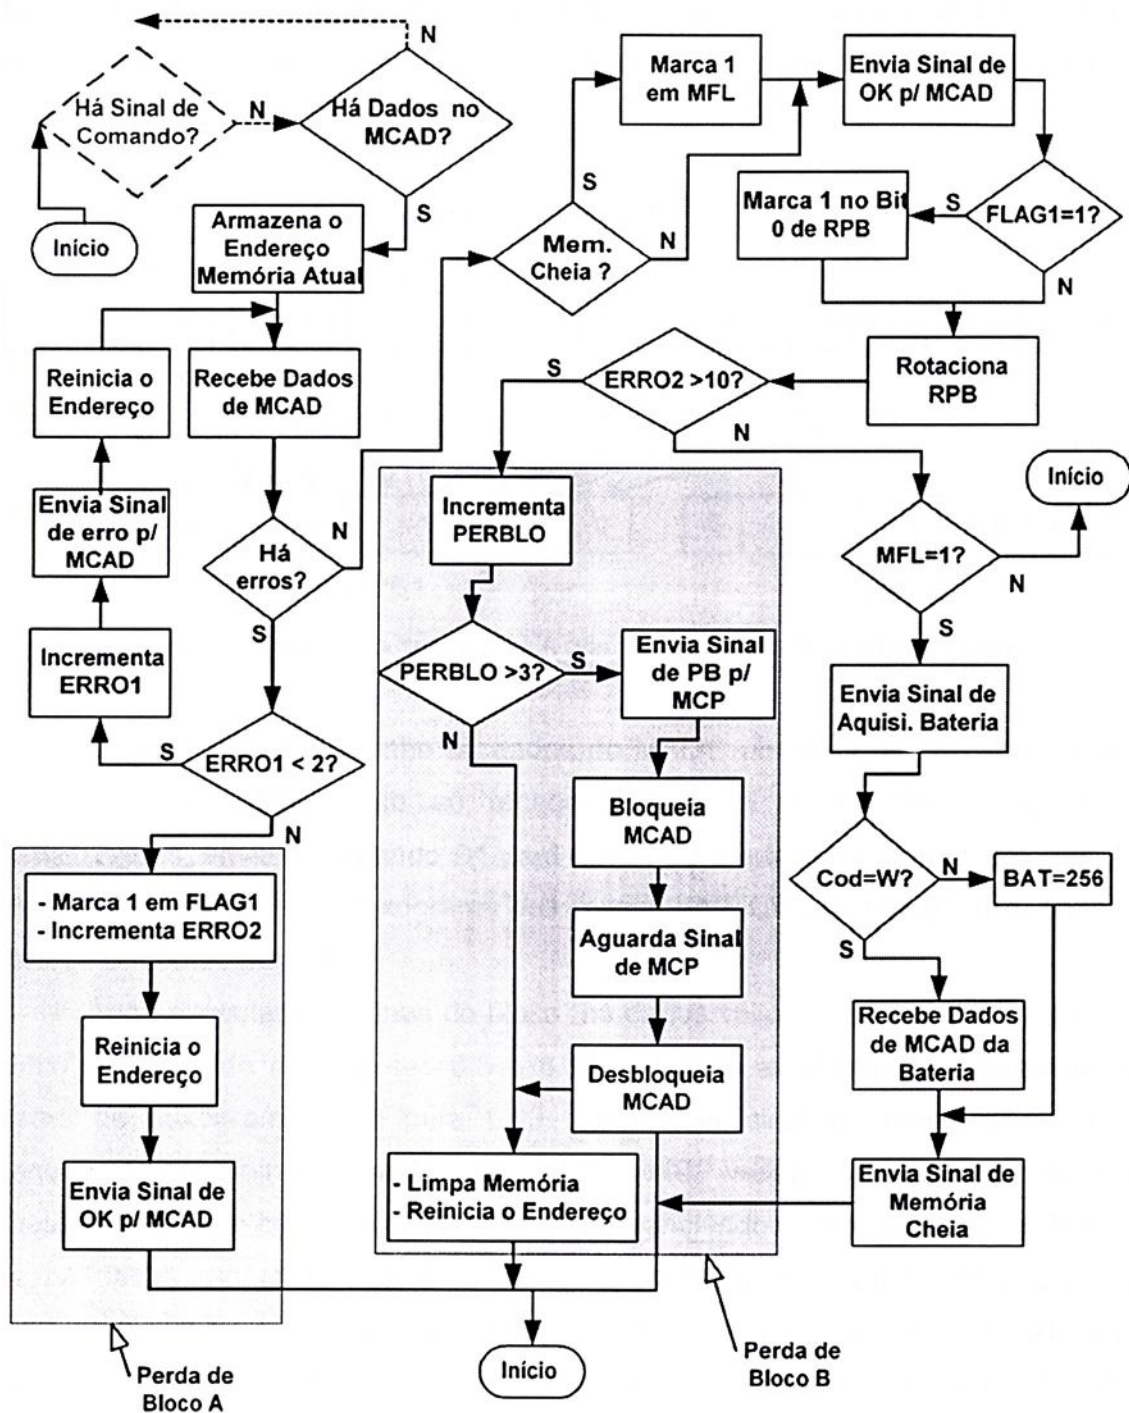 N
Há Sinal de
Comando?
N
Há Dados no
MCAD?
S
Início
Armazena o
Endereço
Memória Atual
Reinicia o
Endereço
Recebe Dados
de MCAD
Envia Sinal
de erro p/
MCAD
Há
erros?
N
S
Incrementa
ERRO1
S
ERRO1 < 2?
N
- Marca 1 em FLAG1
- Incrementa ERRO2
Reinicia o
Endereço
Envia Sinal de
OK p/ MCAD
Perda de
Bloco A
Marca 1
em MFL
Envia Sinal de
OK p/ MCAD
S
Mem.
Cheia ?
N
Marca 1 no Bit
0 de RPB
S
FLAG1=1?
N
Rotaciona
RPB
S
ERRO2 >10?
N
Incrementa
PERBLO
PERBLO >3?
S
N
Envia Sinal
de PB p/
MCP
Bloqueia
MCAD
Aguarda Sinal
de MCP
Desbloqueia
MCAD
- Limpa Memória
- Reinicia o Endereço
Início
Perda de
Bloco B
Início
MFL=1?
N
S
Envia Sinal de
Aquisi. Bateria
Cod=W?
N
BAT=256
S
Recebe Dados
de MCAD da
Bateria
Envia Sinal de
Memória
Cheia